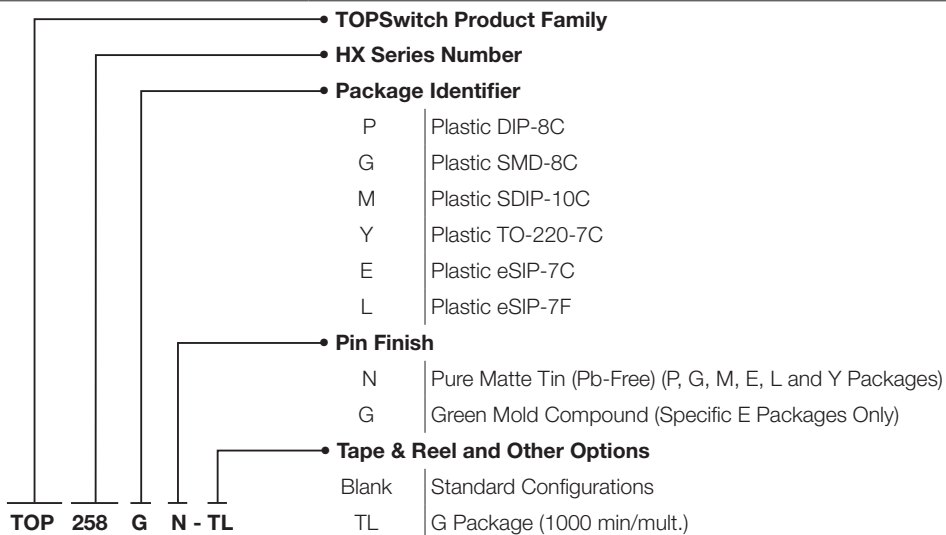 TOPSwitch Product Family
HX Series Number
Package Identifier
P Plastic DIP-8C
G Plastic SMD-8C
M Plastic SDIP-10C
Y Plastic TO-220-7C
E Plastic eSIP-7C
L Plastic eSIP-7F
Pin Finish
N Pure Matte Tin (Pb-Free) (P, G, M, E, L and Y Packages)
G Green Mold Compound (Specific E Packages Only)
Tape & Reel and Other Options
Blank Standard Configurations
TOP 258 G N - TL TL G Package (1000 min/mult.)